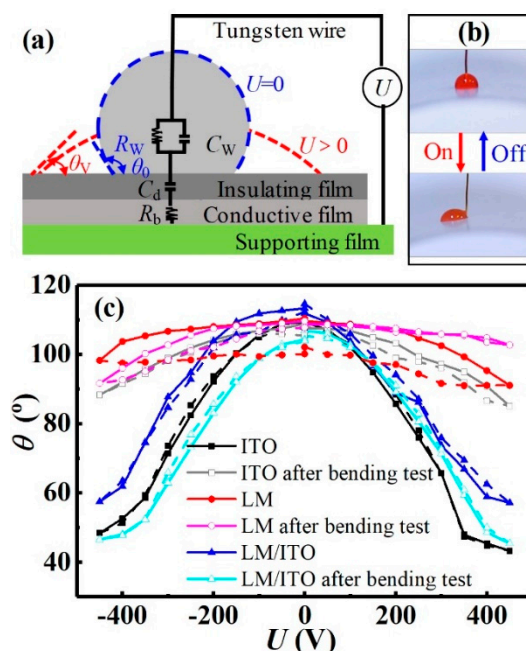 (a)
Tungsten wire
U=0
U
U > 0
R_W
C_W
θ_V
θ_0
C_d
Insulating film
R_b
Conductive film
Supporting film
(b)
On
Off
(c)
120
100
80
60
40
θ (º)
ITO
ITO after bending test
LM
LM after bending test
LM/ITO
LM/ITO after bending test
-400 -200 0 200 400
U (V)